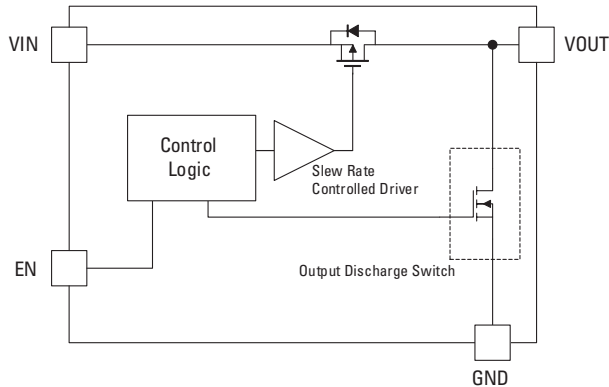 VIN
VOUT
Control
Logic
Slew Rate
Controlled Driver
EN
Output Discharge Switch
GND